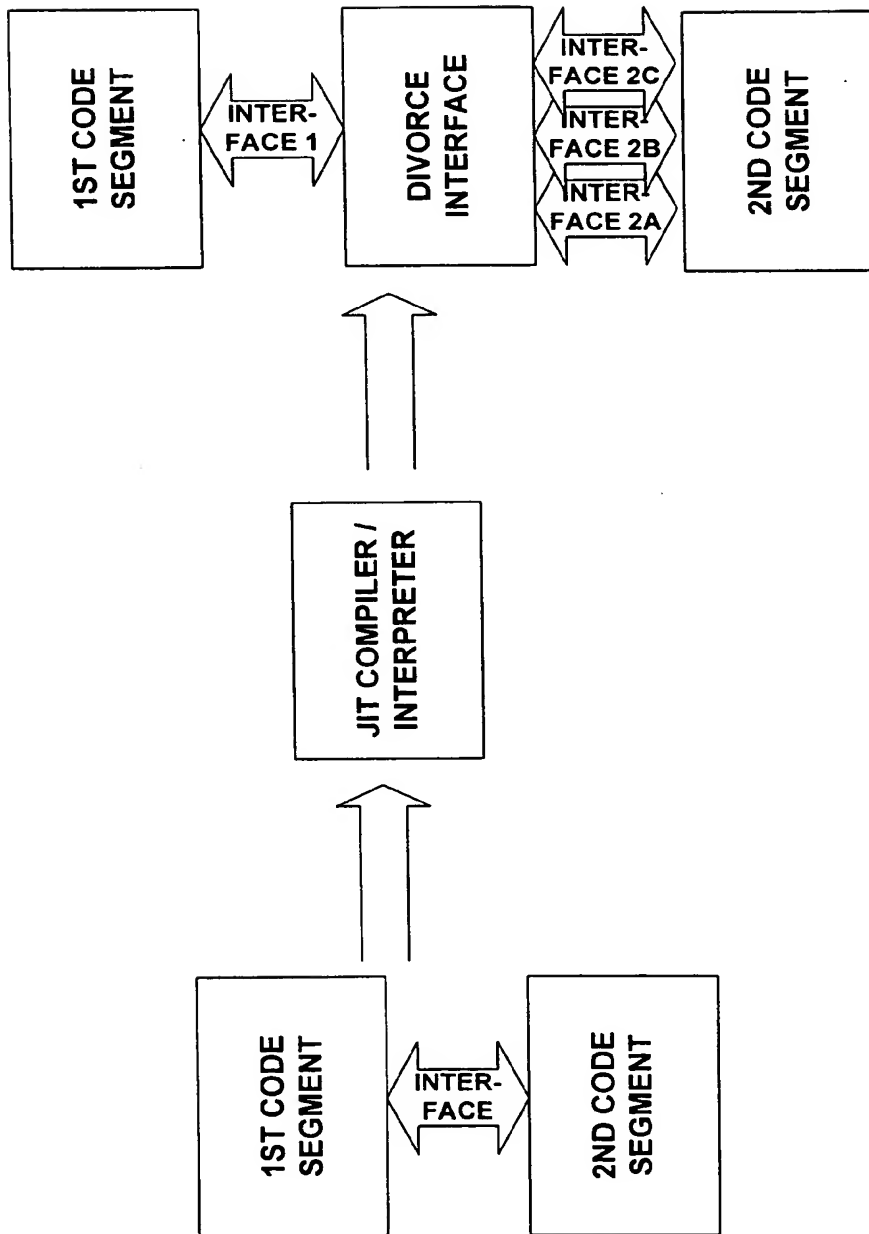 1ST CODE
SEGMENT
INTER-
FACE
2ND CODE
SEGMENT
JIT COMPILER /
INTERPRETER
1ST CODE
SEGMENT
INTER-
FACE 1
DIVORCE
INTERFACE
INTER-
FACE 2A
INTER-
FACE 2B
INTER-
FACE 2C
2ND CODE
SEGMENT